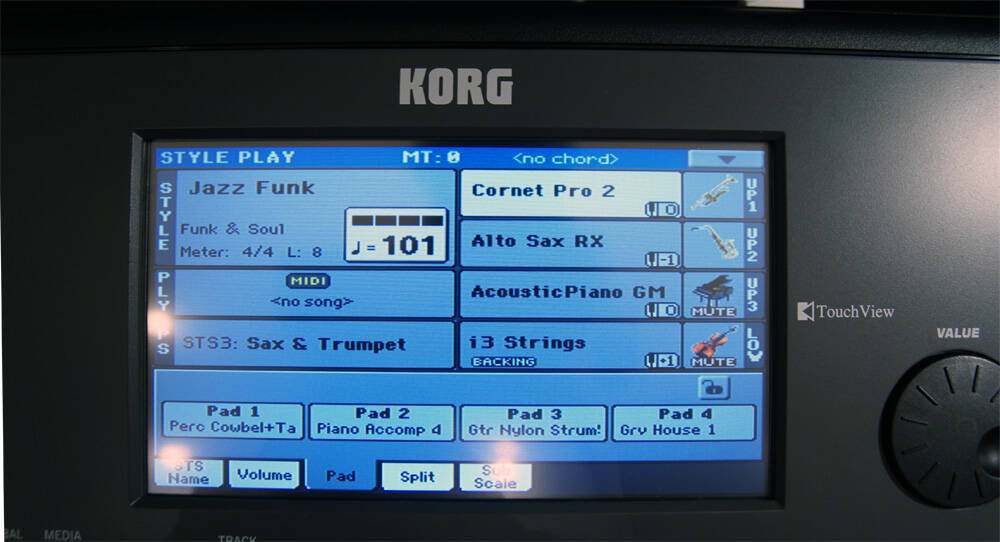 KORG
STYLE PLAY MT: 0 <no chord>
STYLE
Jazz Funk
Funk & Soul
Meter: 4/4 L: 8
♩= 101
Cornet Pro 2
0
UP1
Alto Sax RX
-1
UP2
PLY
MIDI
<no song>
AcousticPiano GM
0
MUTE
UP3
PS
STS3: Sax & Trumpet
i3 Strings
BACKING
+1
MUTE
LOW
TouchView
VALUE
Pad 1
Perc Cowbel+Ta
Pad 2
Piano Accomp 4
Pad 3
Gtr Nylon Strum!
Pad 4
Grv House 1
STS Name
Volume
Pad
Split
Sub Scale
MEDIA
TRACK